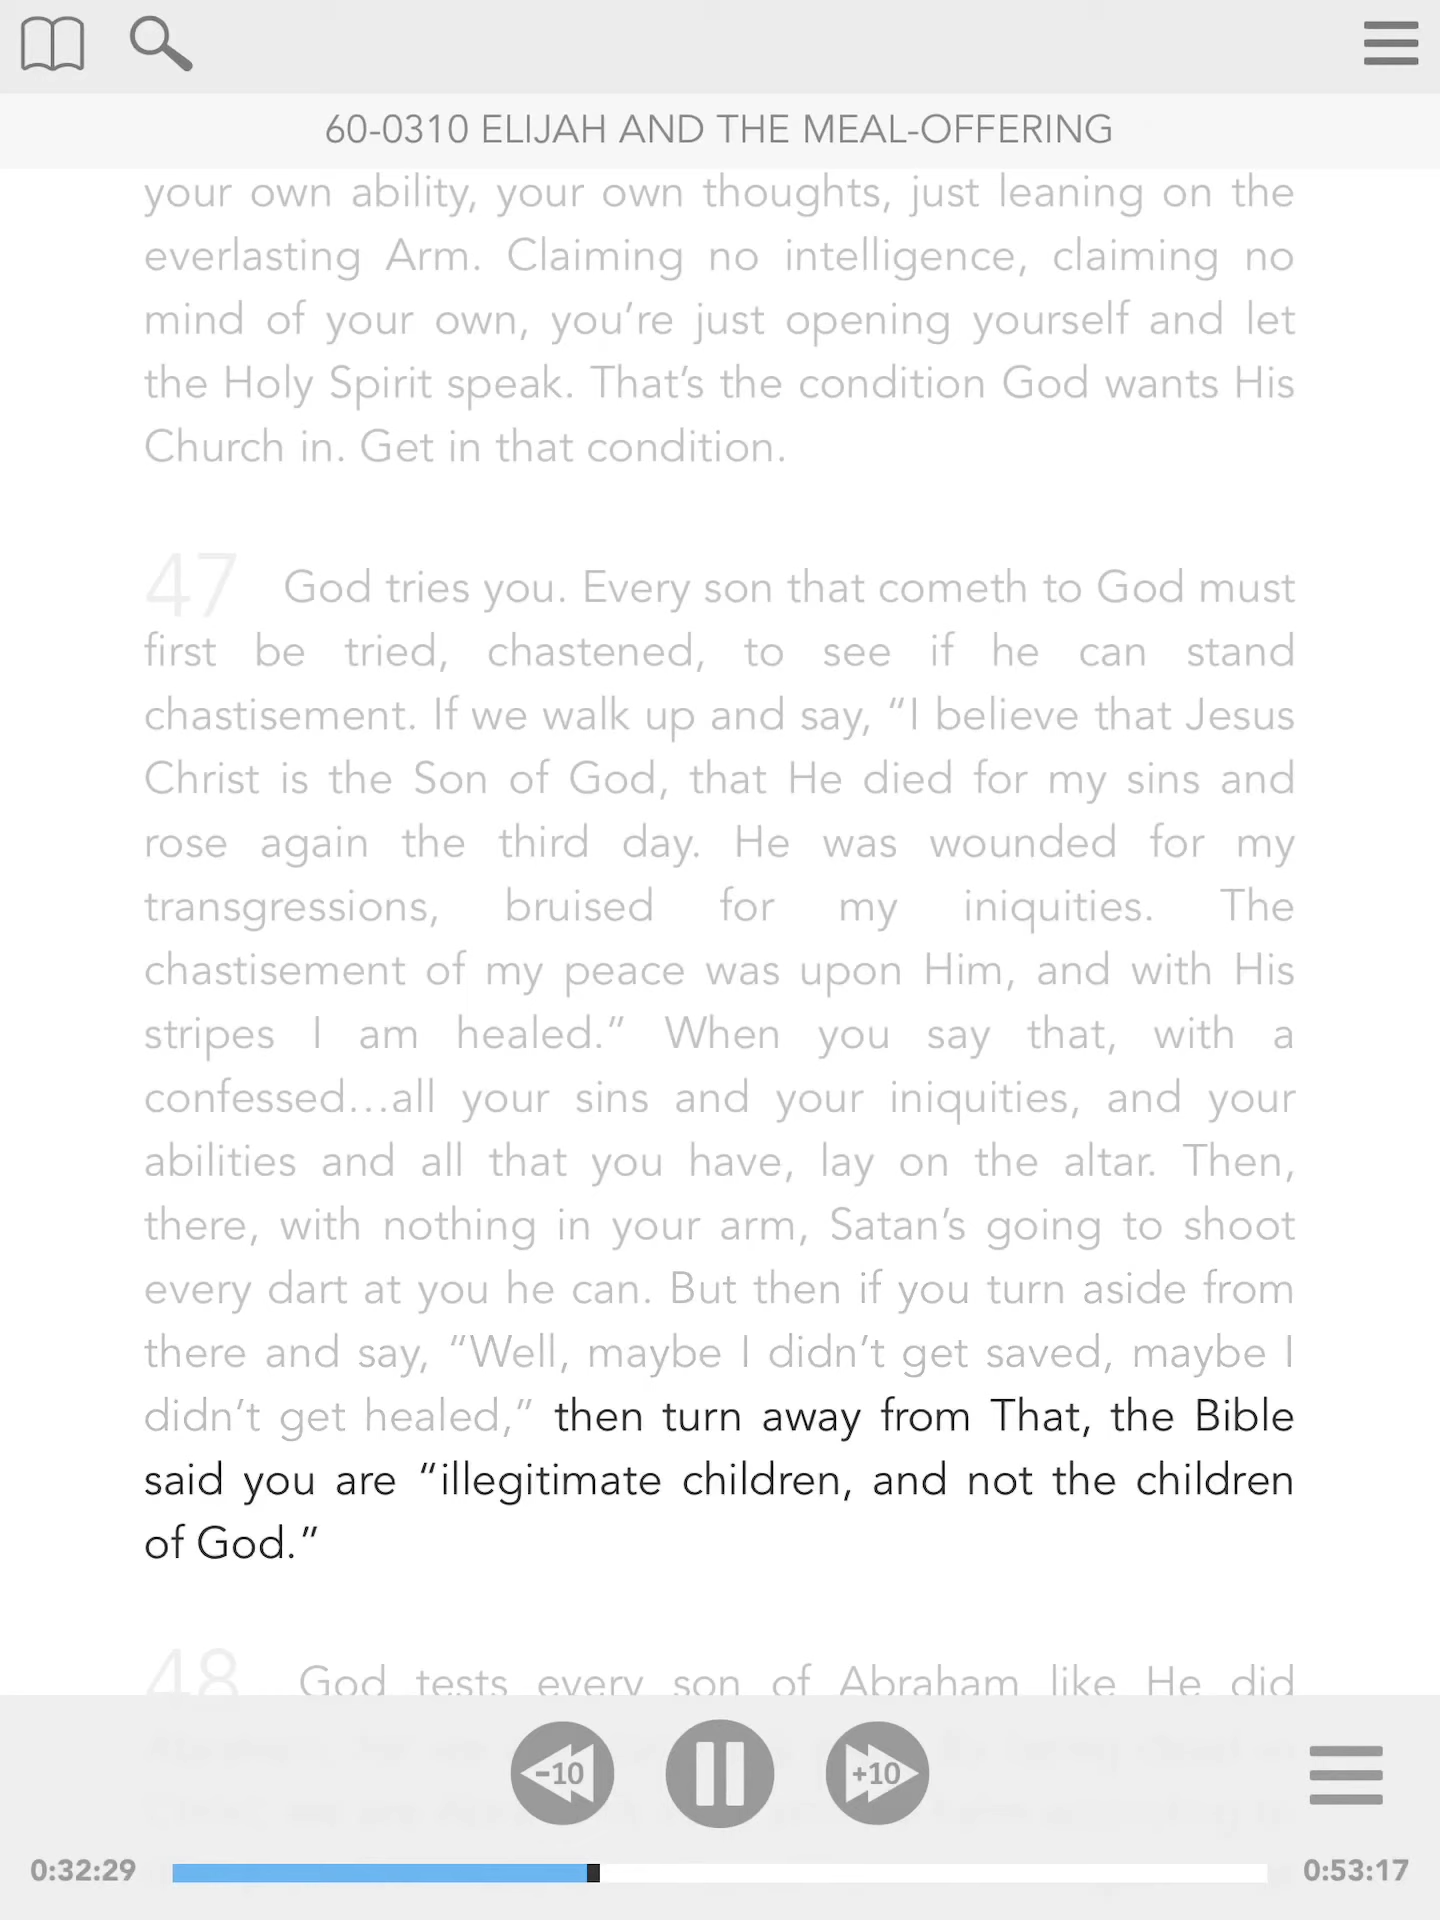 60-0310 ELIJAH AND THE MEAL-OFFERING
your own ability, your own thoughts, just leaning on the
everlasting Arm. Claiming no intelligence, claiming no
mind of your own, you’re just opening yourself and let
the Holy Spirit speak. That’s the condition God wants His
Church in. Get in that condition.
47 God tries you. Every son that cometh to God must
first be tried, chastened, to see if he can stand
chastisement. If we walk up and say, “I believe that Jesus
Christ is the Son of God, that He died for my sins and
rose again the third day. He was wounded for my
transgressions, bruised for my iniquities. The
chastisement of my peace was upon Him, and with His
stripes I am healed.” When you say that, with a
confessed…all your sins and your iniquities, and your
abilities and all that you have, lay on the altar. Then,
there, with nothing in your arm, Satan’s going to shoot
every dart at you he can. But then if you turn aside from
there and say, “Well, maybe I didn’t get saved, maybe I
didn’t get healed,” then turn away from That, the Bible
said you are “illegitimate children, and not the children
of God.”
48 God tests every son of Abraham like He did
-10 +10
0:32:29 0:53:17